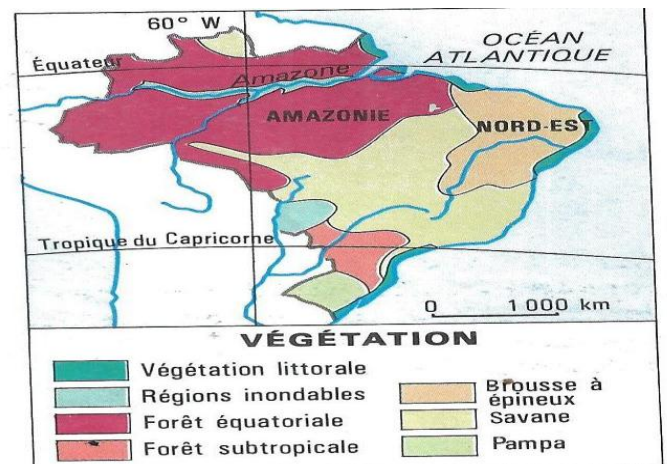 60° W
OCÉAN
ATLANTIQUE
Équateur
Amazone
AMAZONIE
NORD-EST
Tropique du Capricorne
0 1 000 km
VÉGÉTATION
Végétation littorale
Régions inondables
Forêt équatoriale
Forêt subtropicale
Brousse à
épineux
Savane
Pampa